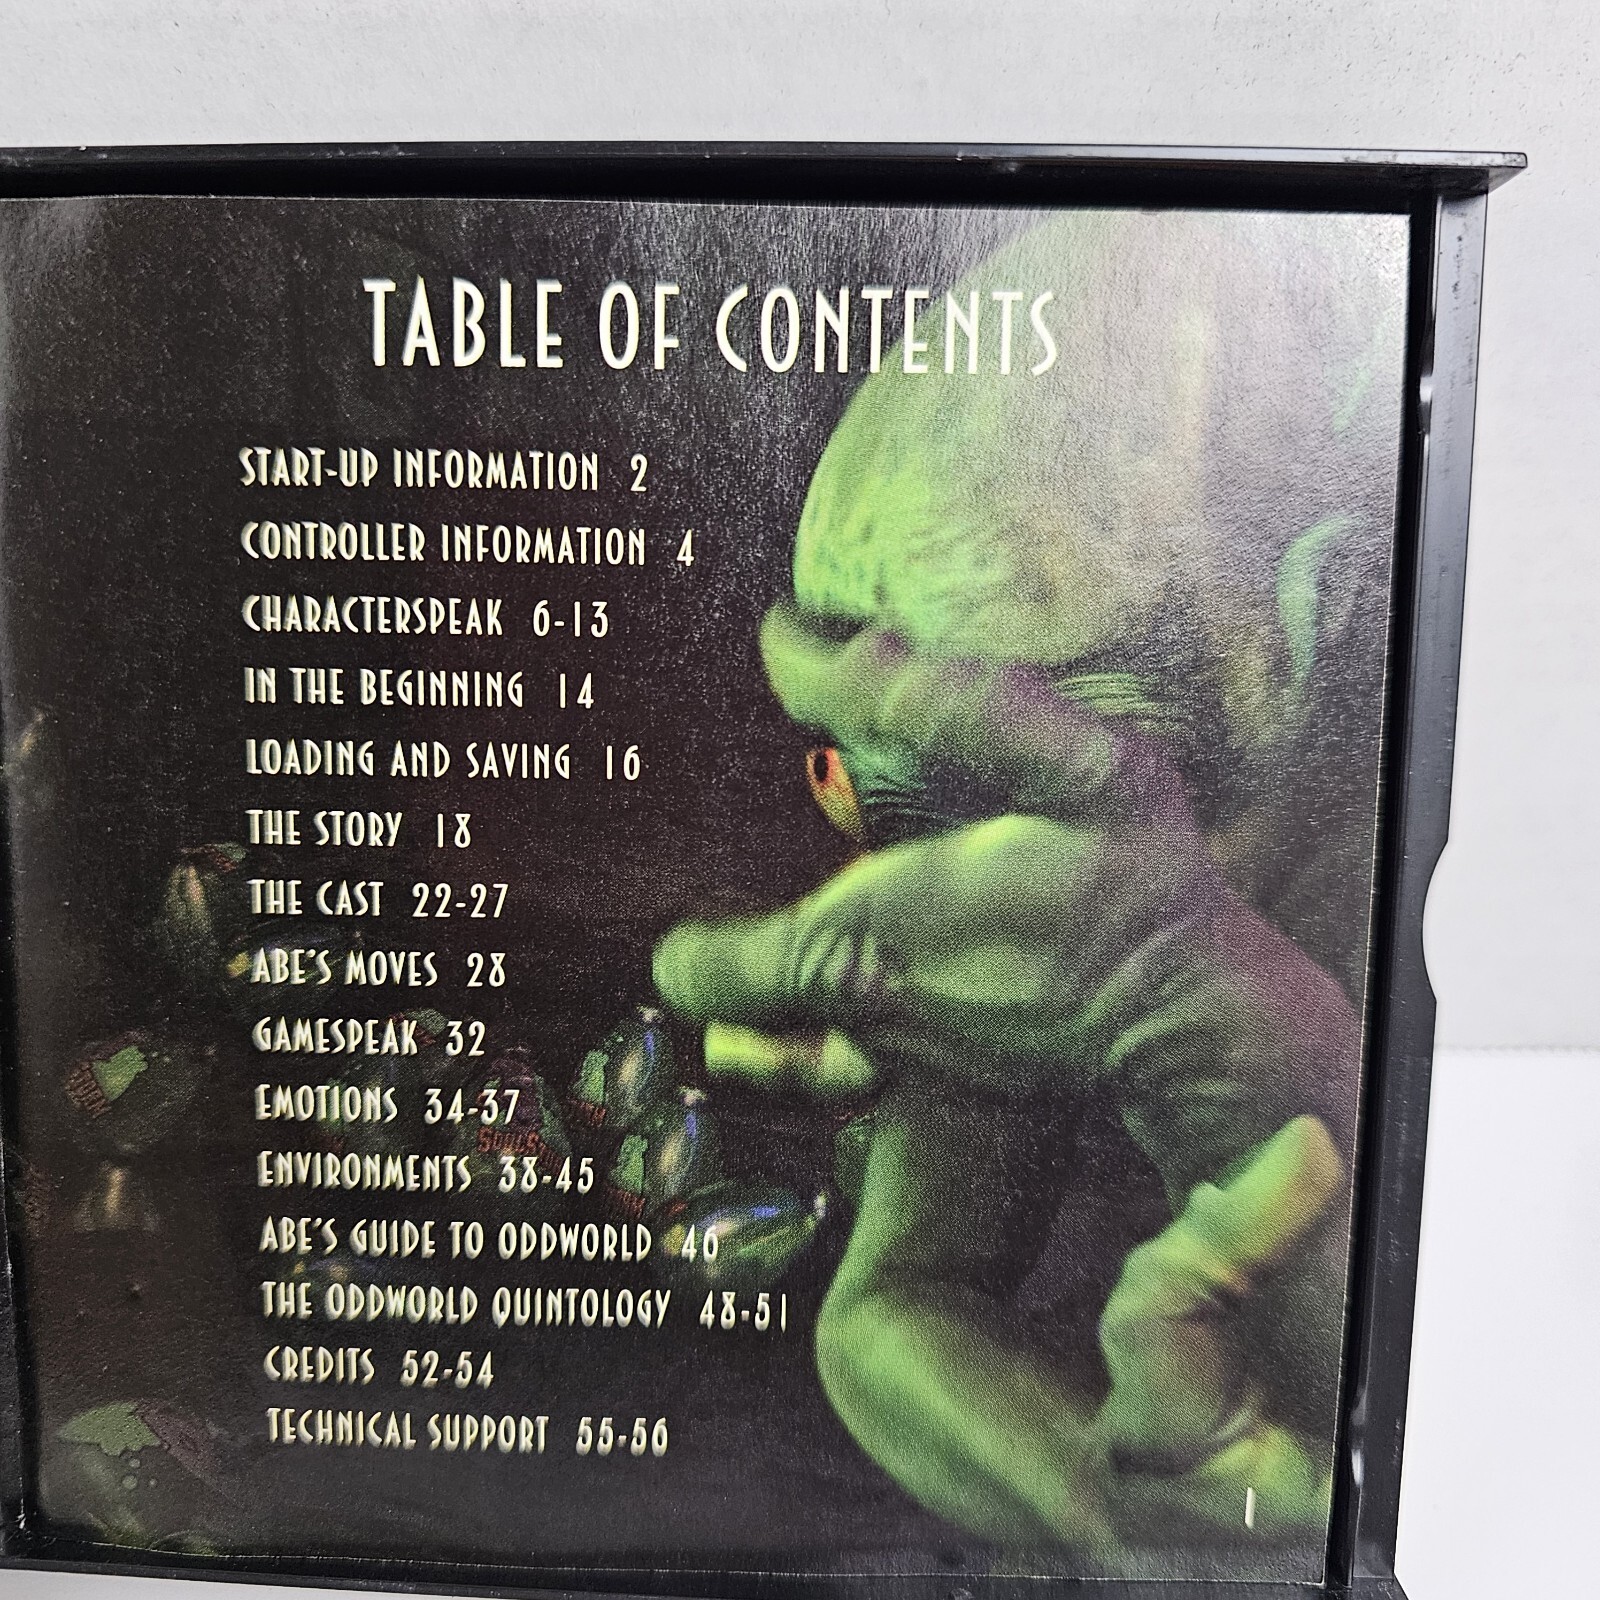 TABLE OF CONTENTS
START-UP INFORMATION 2
CONTROLLER INFORMATION 4
CHARACTERSPEAK 6-13
IN THE BEGINNING 14
LOADING AND SAVING 16
THE STORY 18
THE CAST 22-27
ABE'S MOVES 28
GAMESPEAK 32
EMOTIONS 34-37
ENVIRONMENTS 38-45
ABE'S GUIDE TO ODDWORLD 46
THE ODDWORLD QUINTOLOGY 48-51
CREDITS 52-54
TECHNICAL SUPPORT 55-56
STORM
SOULSTORM
1